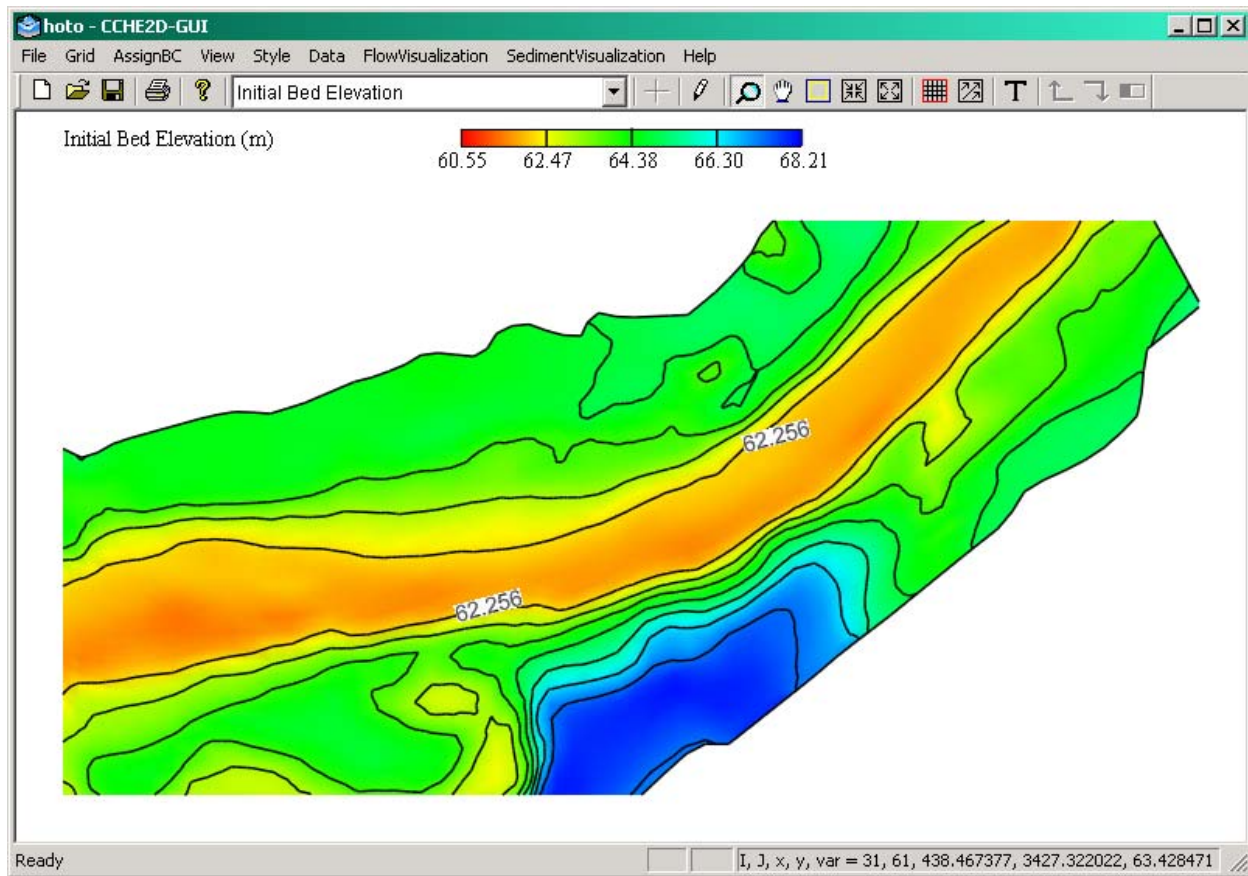 hoto - CCHE2D-GUI
File Grid AssignBC View Style Data FlowVisualization SedimentVisualization Help
Initial Bed Elevation
T
Initial Bed Elevation (m)
60.55 62.47 64.38 66.30 68.21
62.256
62.256
Ready
I, J, x, y, var = 31, 61, 438.467377, 3427.322022, 63.428471